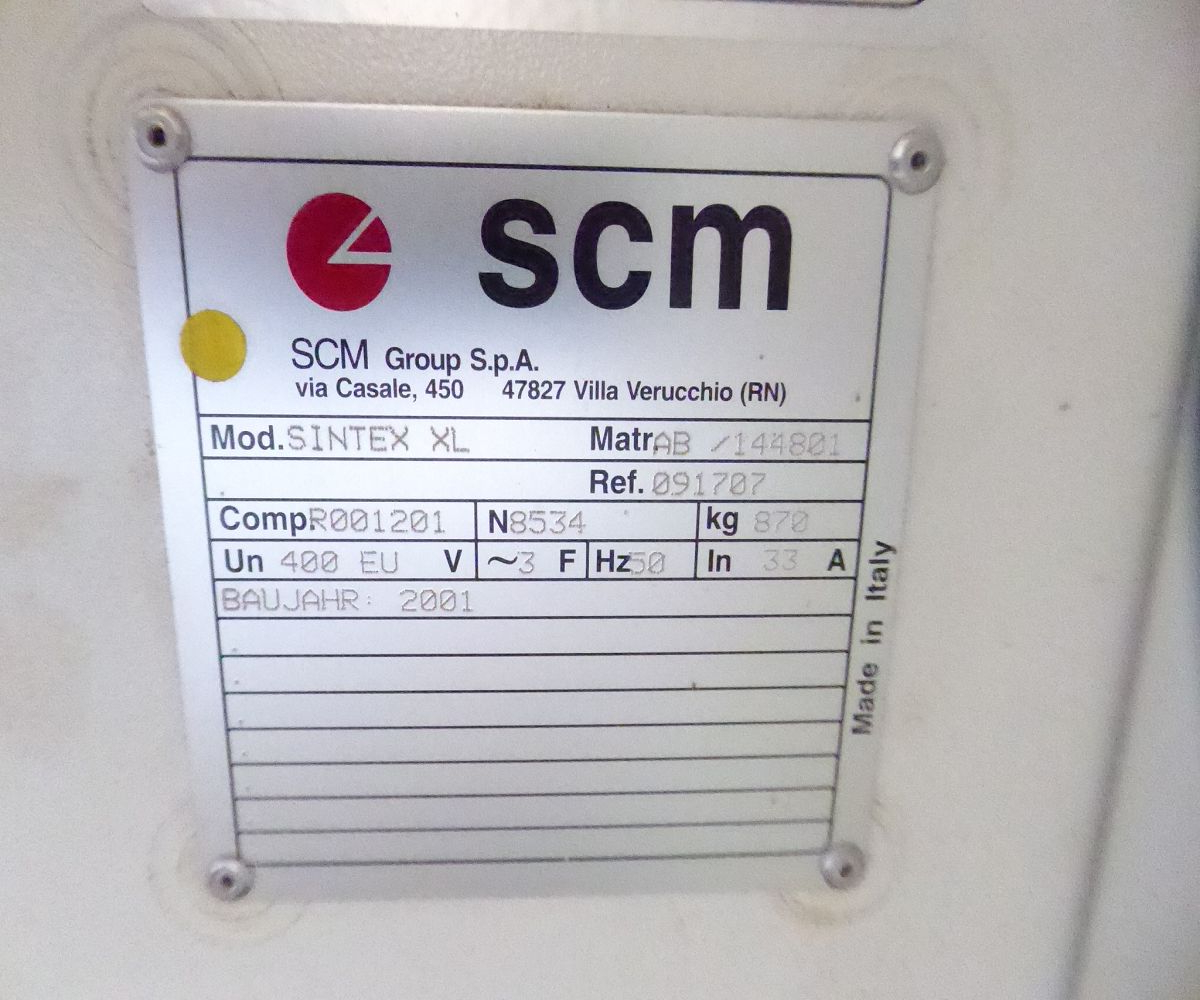 scm
SCM Group S.p.A.
via Casale, 450 47827 Villa Verucchio (RN)
Mod. SINTEX XL Matr. AB /144801
Ref. 091707
Comp. R001201 N 8534 kg 870
Un 400 EU V ~3 F Hz 50 In 33 A
BAUJAHR: 2001
Made in Italy